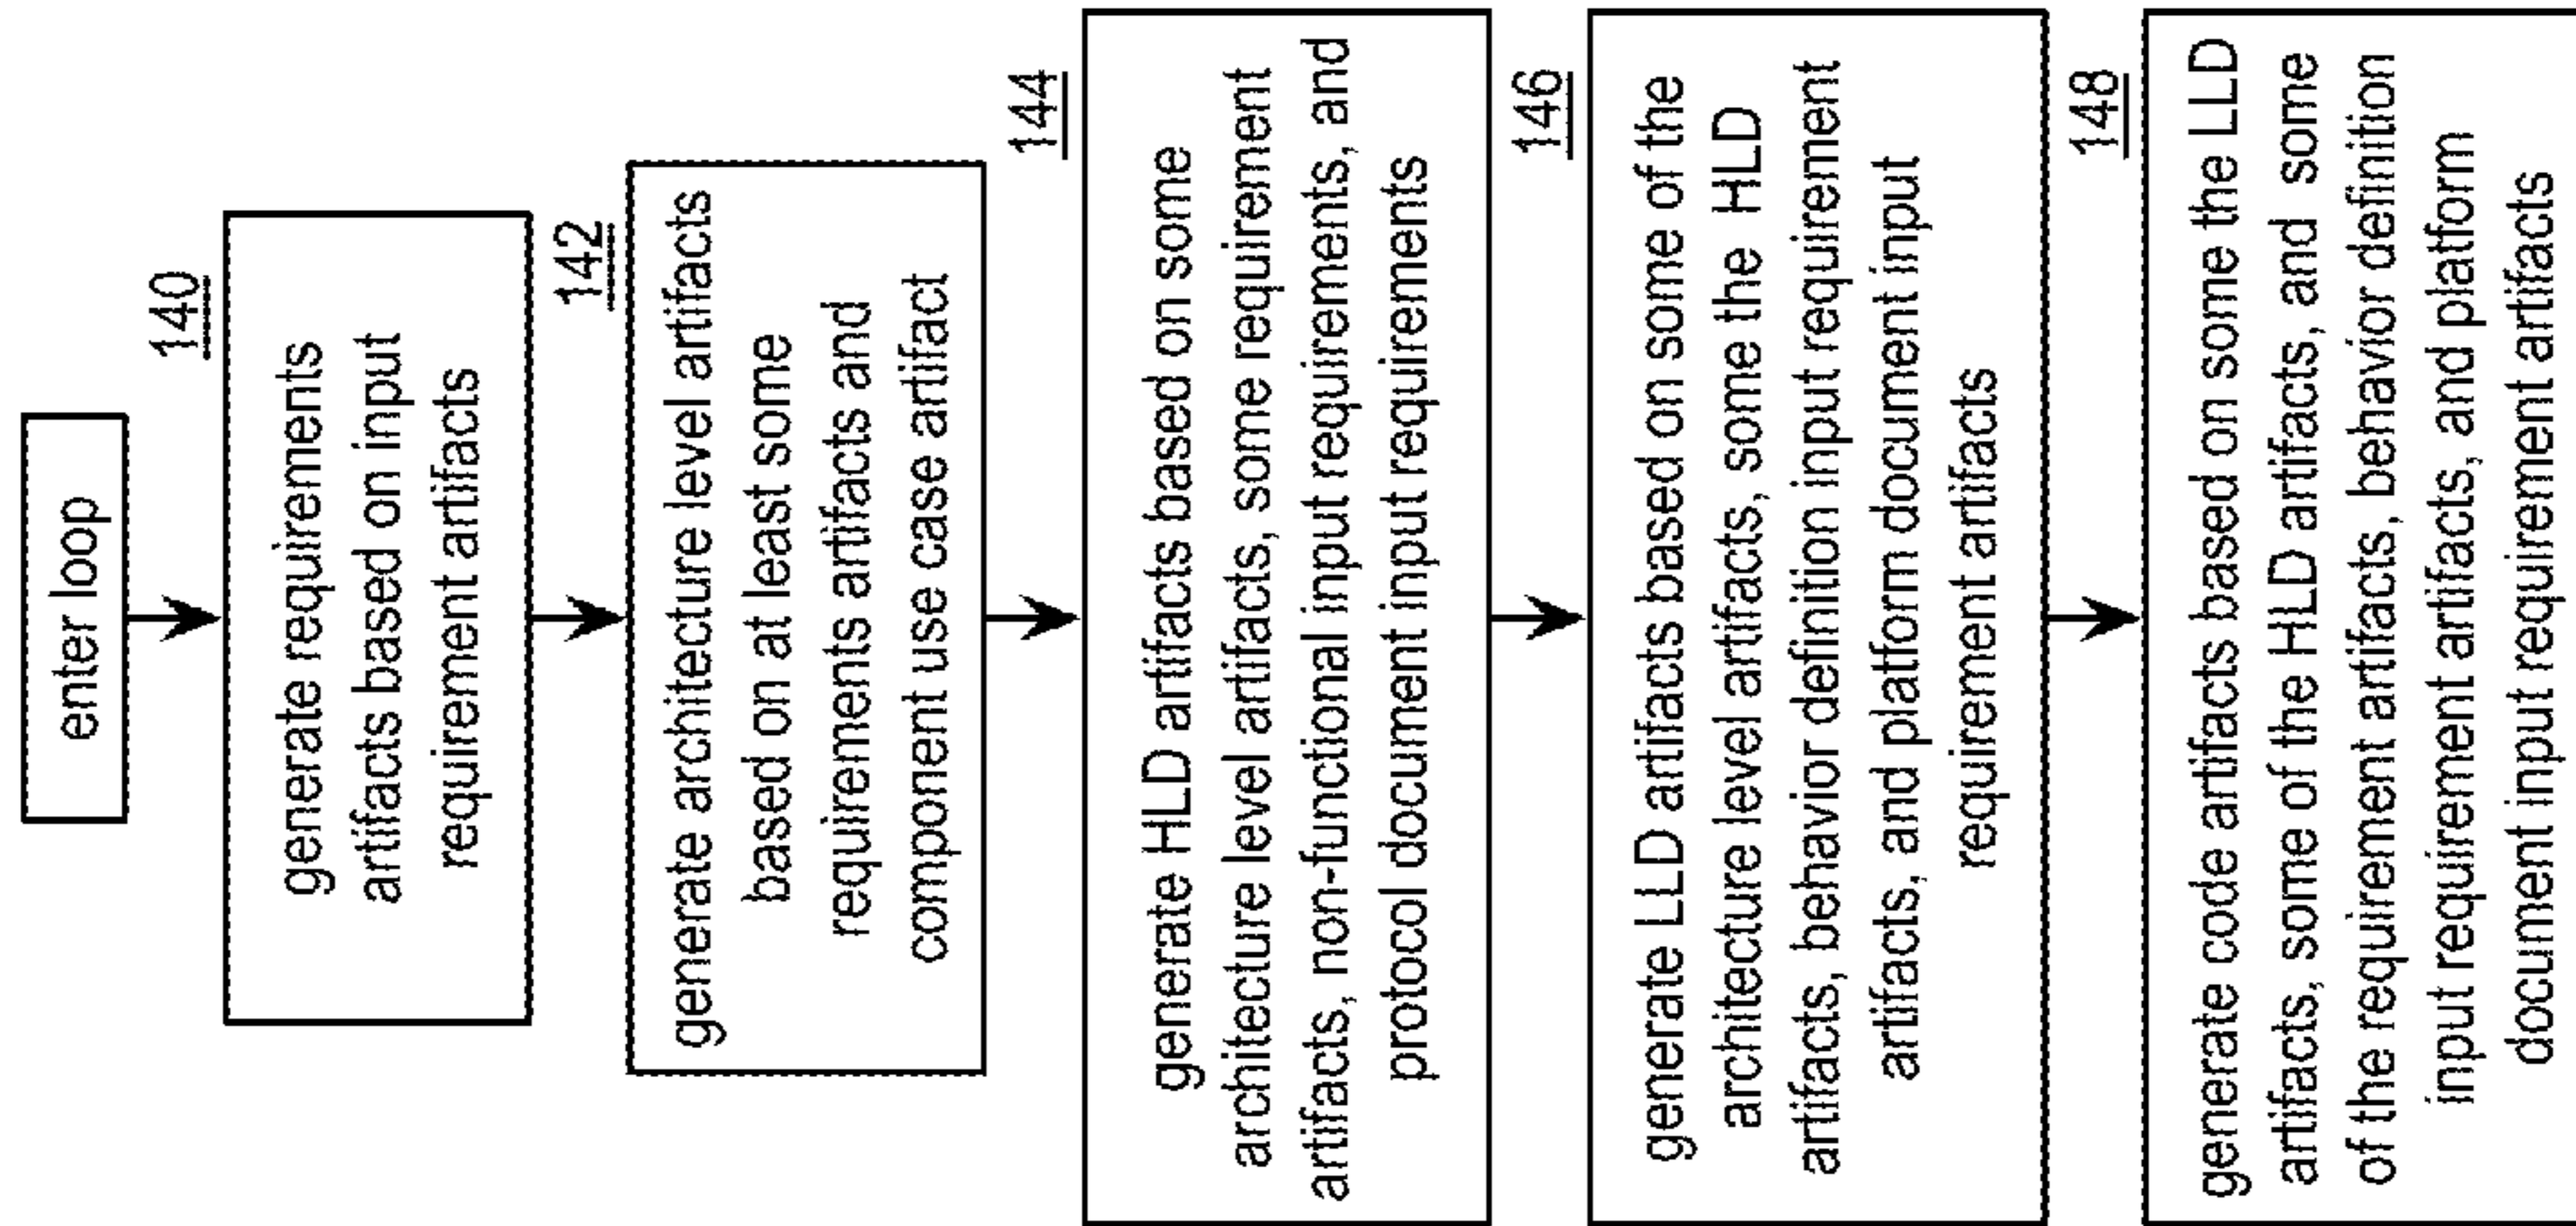 enter loop
140
generate requirements
artifacts based on input
requirement artifacts
142
generate architecture level artifacts
based on at least some
requirements artifacts and
component use case artifact
144
generate HLD artifacts based on some
architecture level artifacts, some requirement
artifacts, non-functional input requirements, and
protocol document input requirements
146
generate LLD artifacts based on some of the
architecture level artifacts, some the HLD
artifacts, behavior definition input requirement
artifacts, and platform document input
requirement artifacts
148
generate code artifacts based on some the LLD
artifacts, some of the HLD artifacts, and some
of the requirement artifacts, behavior definition
input requirement artifacts, and platform
document input requirement artifacts